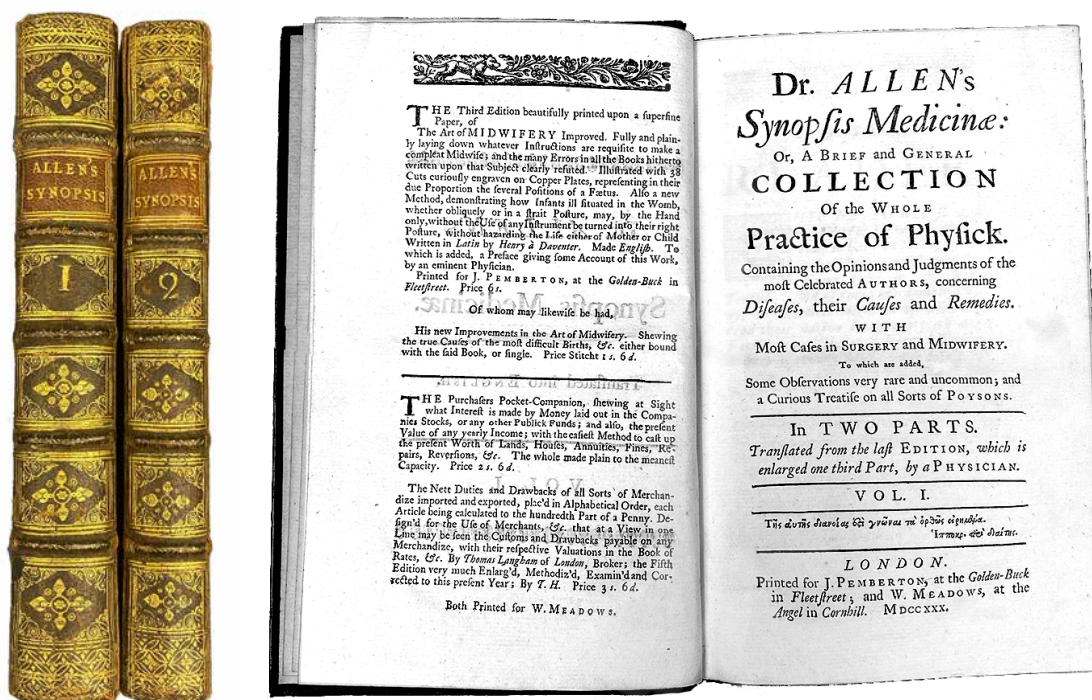 ALLEN'S
SYNOPSIS
1
ALLEN'S
SYNOPSIS
2
THE Third Edition beautifully printed upon a superfine
Paper, of
The Art of MIDWIFERY Improved. Fully and plain-
ly laying down whatever Inſtructions are requiſite to make a
compleat Midwife; and the many Errors in all the Books hitherto
written upon that Subject clearly refuted. Illuſtrated with 38
Cuts curiouſly engraven on Copper Plates, repreſenting in their
due Proportion the ſeveral Poſitions of a Fœtus. Alſo a new
Method, demonſtrating how Infants ill ſituated in the Womb,
whether obliquely or in a ſtrait Poſture, may, by the Hand
only, without the Uſe of any Inſtrument be turned into their right
Poſture, without hazarding the Life either of Mother or Child
Written in Latin by Henry à Daventer. Made Engliſh. To
which is added, a Preface giving ſome Account of this Work,
by an eminent Phyſician.
Printed for J. PEMBERTON, at the Golden-Buck in
Fleetſtreet. Price 6 s.
Of whom may likewiſe be had,
His new Improvements in the Art of Midwifery. Shewing
the true Cauſes of the moſt difficult Births, &c. either bound
with the ſaid Book, or ſingle. Price Stitcht 1 s. 6 d.
THE Purchaſers Pocket-Companion, ſhewing at Sight
what Intereſt is made by Money laid out in the Compa-
nies Stocks, or any other Publick Funds; and alſo, the preſent
Value of any yearly Income; with the eaſieſt Method to caſt up
the preſent Worth of Lands, Houſes, Annuities, Fines, Re-
pairs, Reverſions, &c. The whole made plain to the meaneſt
Capacity. Price 2 s. 6 d.
The Nett Duties and Drawbacks of all Sorts of Merchan-
dize imported and exported, plac'd in Alphabetical Order, each
Article being calculated to the hundredth Part of a Penny. De-
ſign'd for the Uſe of Merchants, &c. that at a View in one
Line may be ſeen the Cuſtoms and Drawbacks payable on any
Merchandize, with their reſpective Valuations in the Book of
Rates, &c. By Thomas Langham of London, Broker; the Fifth
Edition very much Enlarg'd, Methodiz'd, Examin'd and Cor-
rected to this preſent Year; By T. H. Price 3 s. 6 d.
Both Printed for W. MEADOWS.
Dr. ALLEN's
Synopſis Medicinæ:
Or, A BRIEF and GENERAL
COLLECTION
Of the WHOLE
Practice of Phyſick.
Containing the Opinions and Judgments of the
moſt Celebrated AUTHORS, concerning
Diſeaſes, their Cauſes and Remedies.
WITH
Moſt Caſes in SURGERY and MIDWIFERY.
To which are added,
Some Obſervations very rare and uncommon; and
a Curious Treatiſe on all Sorts of POYSONS.
In TWO PARTS.
Tranſlated from the laſt EDITION, which is
enlarged one third Part, by a PHYSICIAN.
VOL. I.
Τῆς αυτῆς διανοίας ὅτι γνῶναι τα ὀρθῶς εἰρημένα.
Ἱπποκρ. περὶ διαίτης.
LONDON.
Printed for J. PEMBERTON, at the Golden-Buck
in Fleetſtreet; and W. MEADOWS, at the
Angel in Cornhill. MDCCXXX.